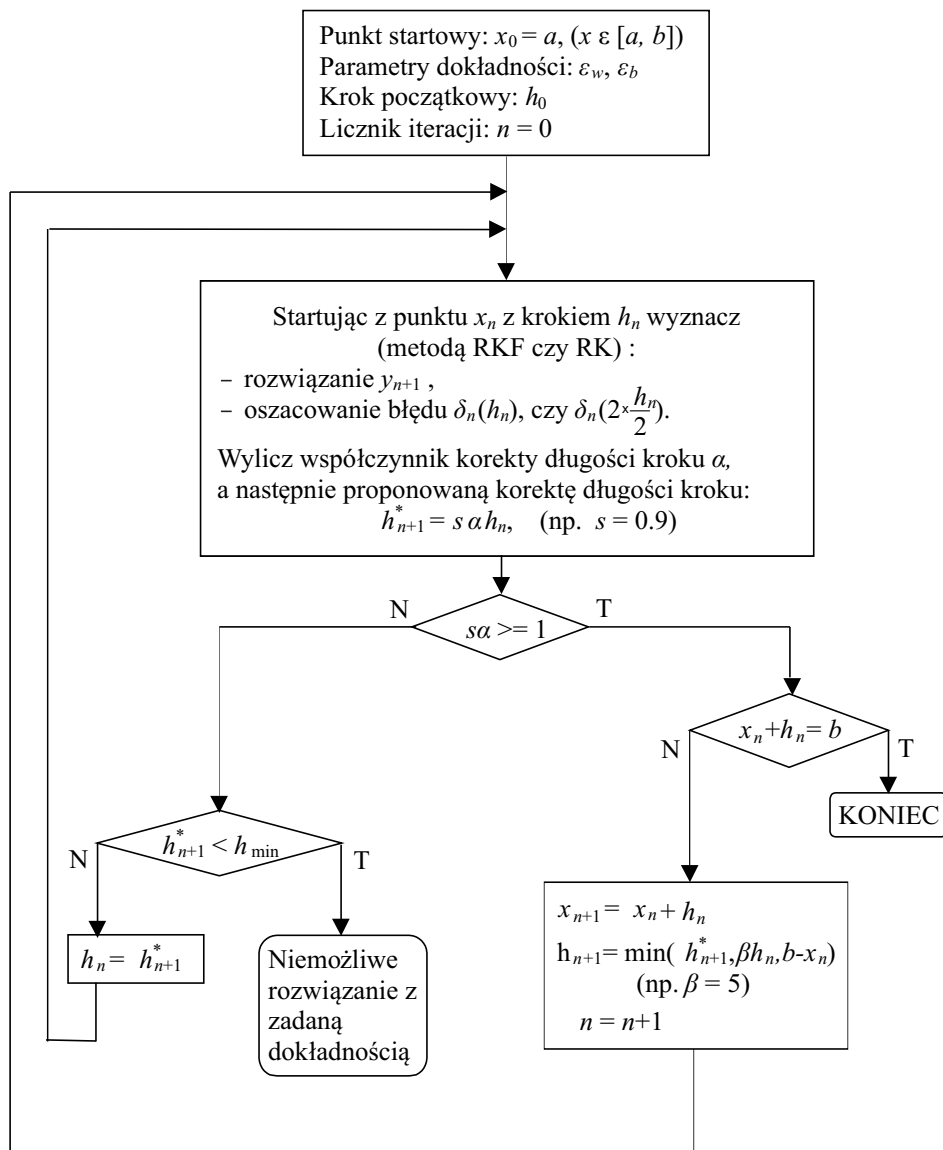 Punkt startowy: x₀ = a, (x ε [a, b])
Parametry dokładności: εw, εb
Krok początkowy: h₀
Licznik iteracji: n = 0
Startując z punktu xₙ z krokiem hₙ wyznacz
(metodą RKF czy RK) :
– rozwiązanie yₙ₊₁ ,
– oszacowanie błędu δₙ(hₙ), czy δₙ(2×hₙ/2).
Wylicz współczynnik korekty długości kroku α,
a następnie proponowaną korektę długości kroku:
h*ₙ₊₁ = s α hₙ, (np. s = 0.9)
N
T
sα >= 1
xₙ+hₙ= b
N
T
KONIEC
h*ₙ₊₁ < hmin
N
T
hₙ = h*ₙ₊₁
Niemożliwe
rozwiązanie z
zadaną
dokładnością
xₙ₊₁= xₙ + hₙ
hₙ₊₁= min( h*ₙ₊₁,βhₙ,b-xₙ)
(np. β = 5)
n = n+1